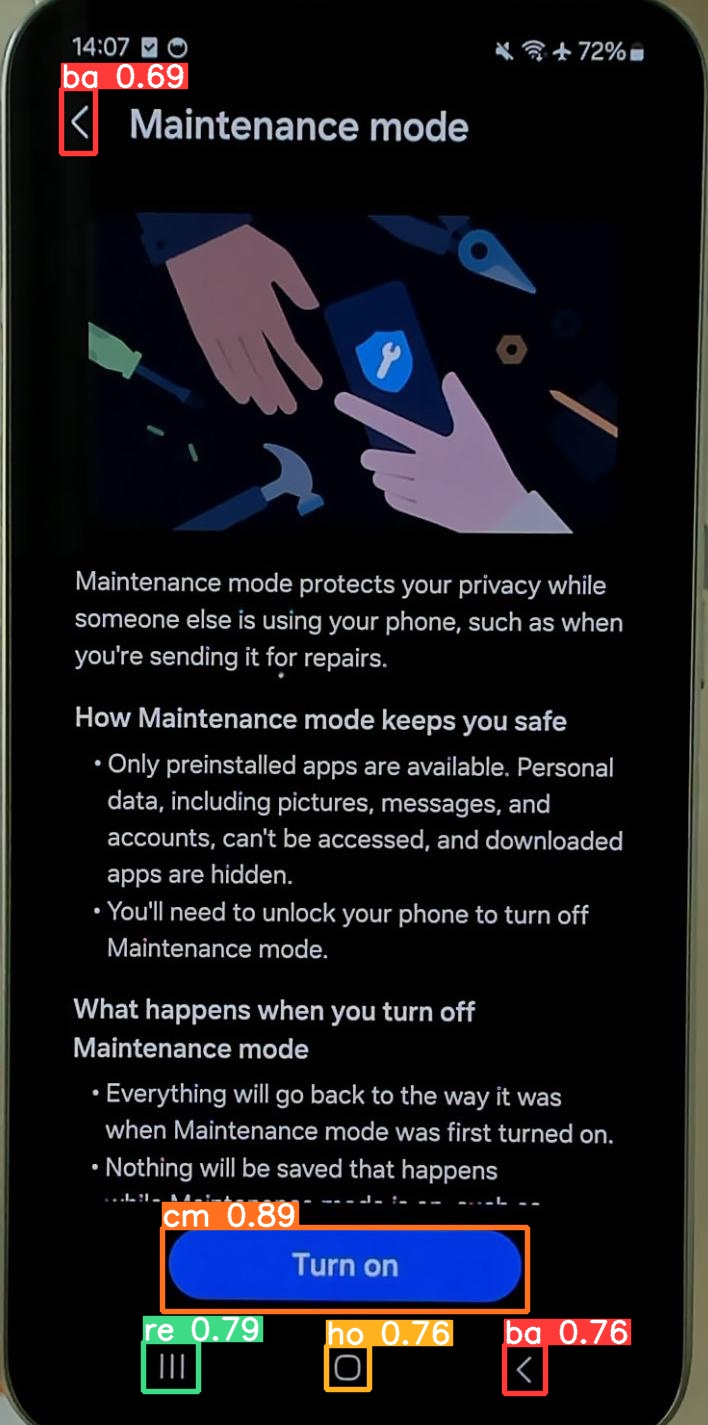 14:07 72%
ba 0.69
Maintenance mode
Maintenance mode protects your privacy while
someone else is using your phone, such as when
you're sending it for repairs.
How Maintenance mode keeps you safe
• Only preinstalled apps are available. Personal
data, including pictures, messages, and
accounts, can't be accessed, and downloaded
apps are hidden.
• You'll need to unlock your phone to turn off
Maintenance mode.
What happens when you turn off
Maintenance mode
• Everything will go back to the way it was
when Maintenance mode was first turned on.
• Nothing will be saved that happens
cm 0.89
Turn on
re 0.79 ho 0.76 ba 0.76